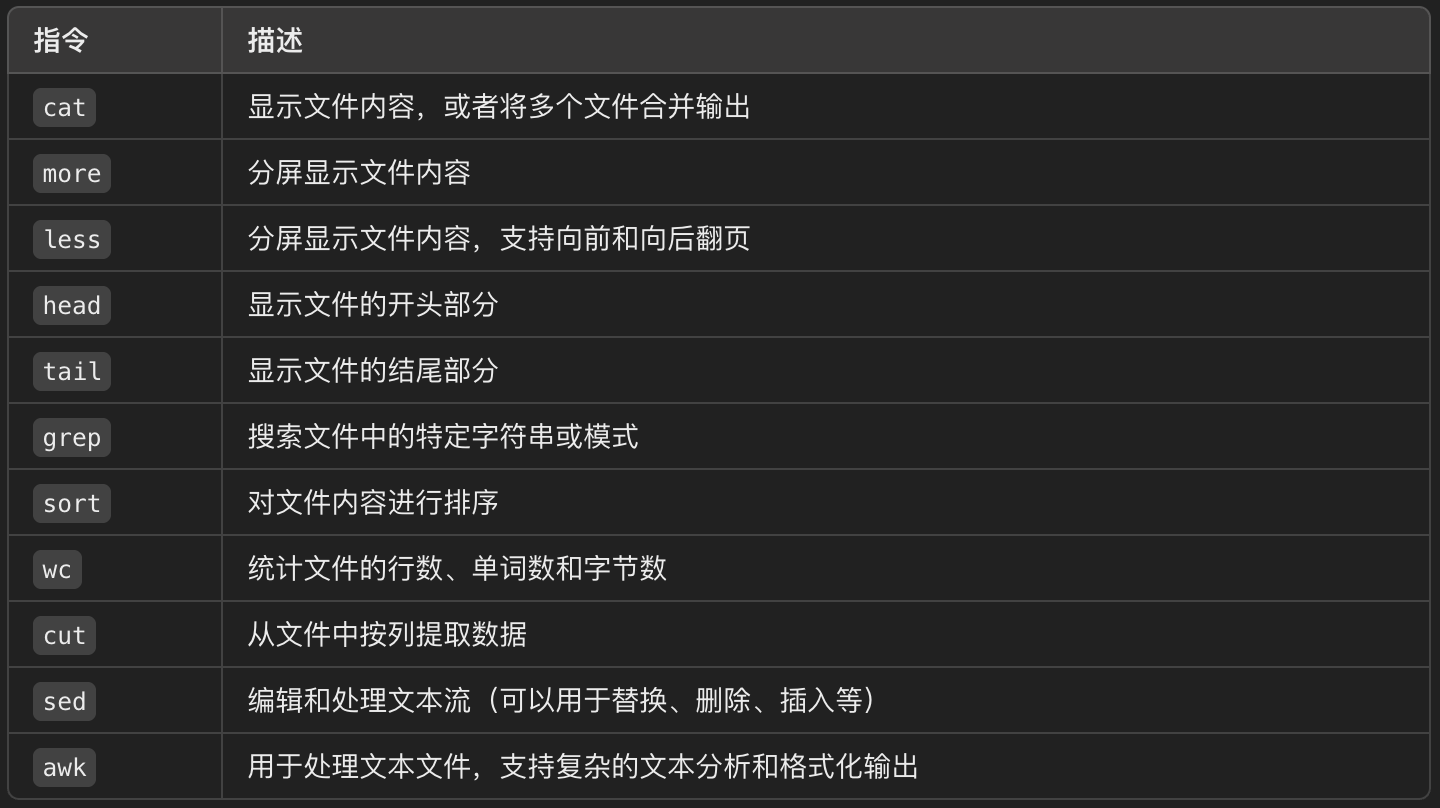 指令 描述
cat 显示文件内容，或者将多个文件合并输出
more 分屏显示文件内容
less 分屏显示文件内容，支持向前和向后翻页
head 显示文件的开头部分
tail 显示文件的结尾部分
grep 搜索文件中的特定字符串或模式
sort 对文件内容进行排序
wc 统计文件的行数、单词数和字节数
cut 从文件中按列提取数据
sed 编辑和处理文本流（可以用于替换、删除、插入等）
awk 用于处理文本文件，支持复杂的文本分析和格式化输出